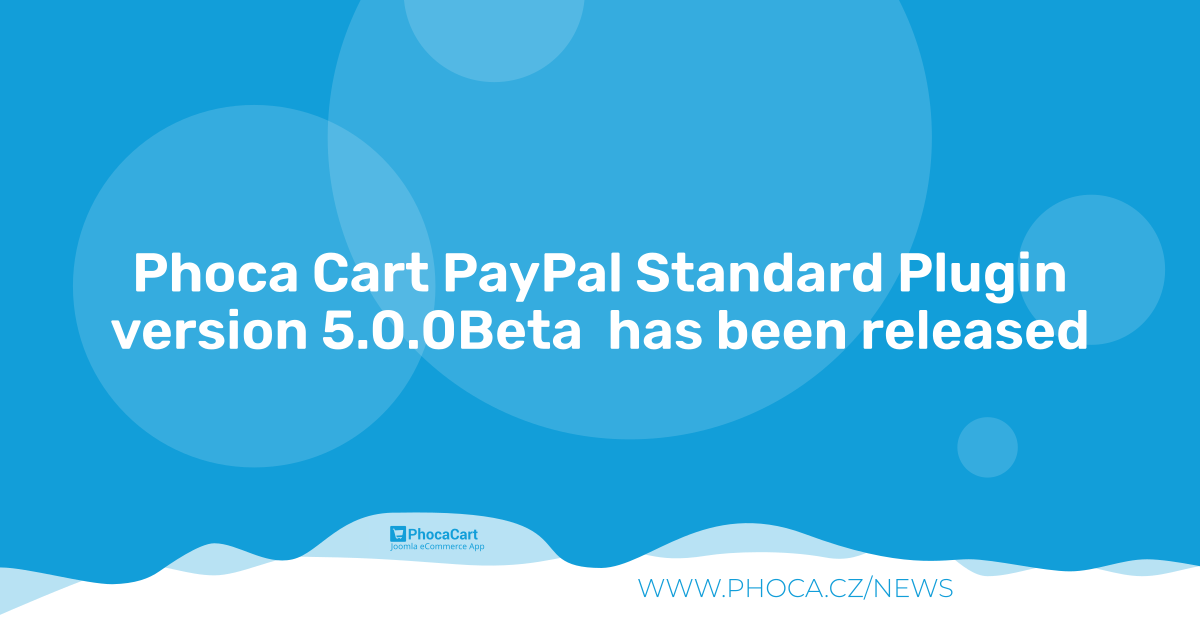 Phoca Cart PayPal Standard Plugin
version 5.0.0Beta  has been released
PhocaCart
Joomla eCommerce App
WWW.PHOCA.CZ/NEWS